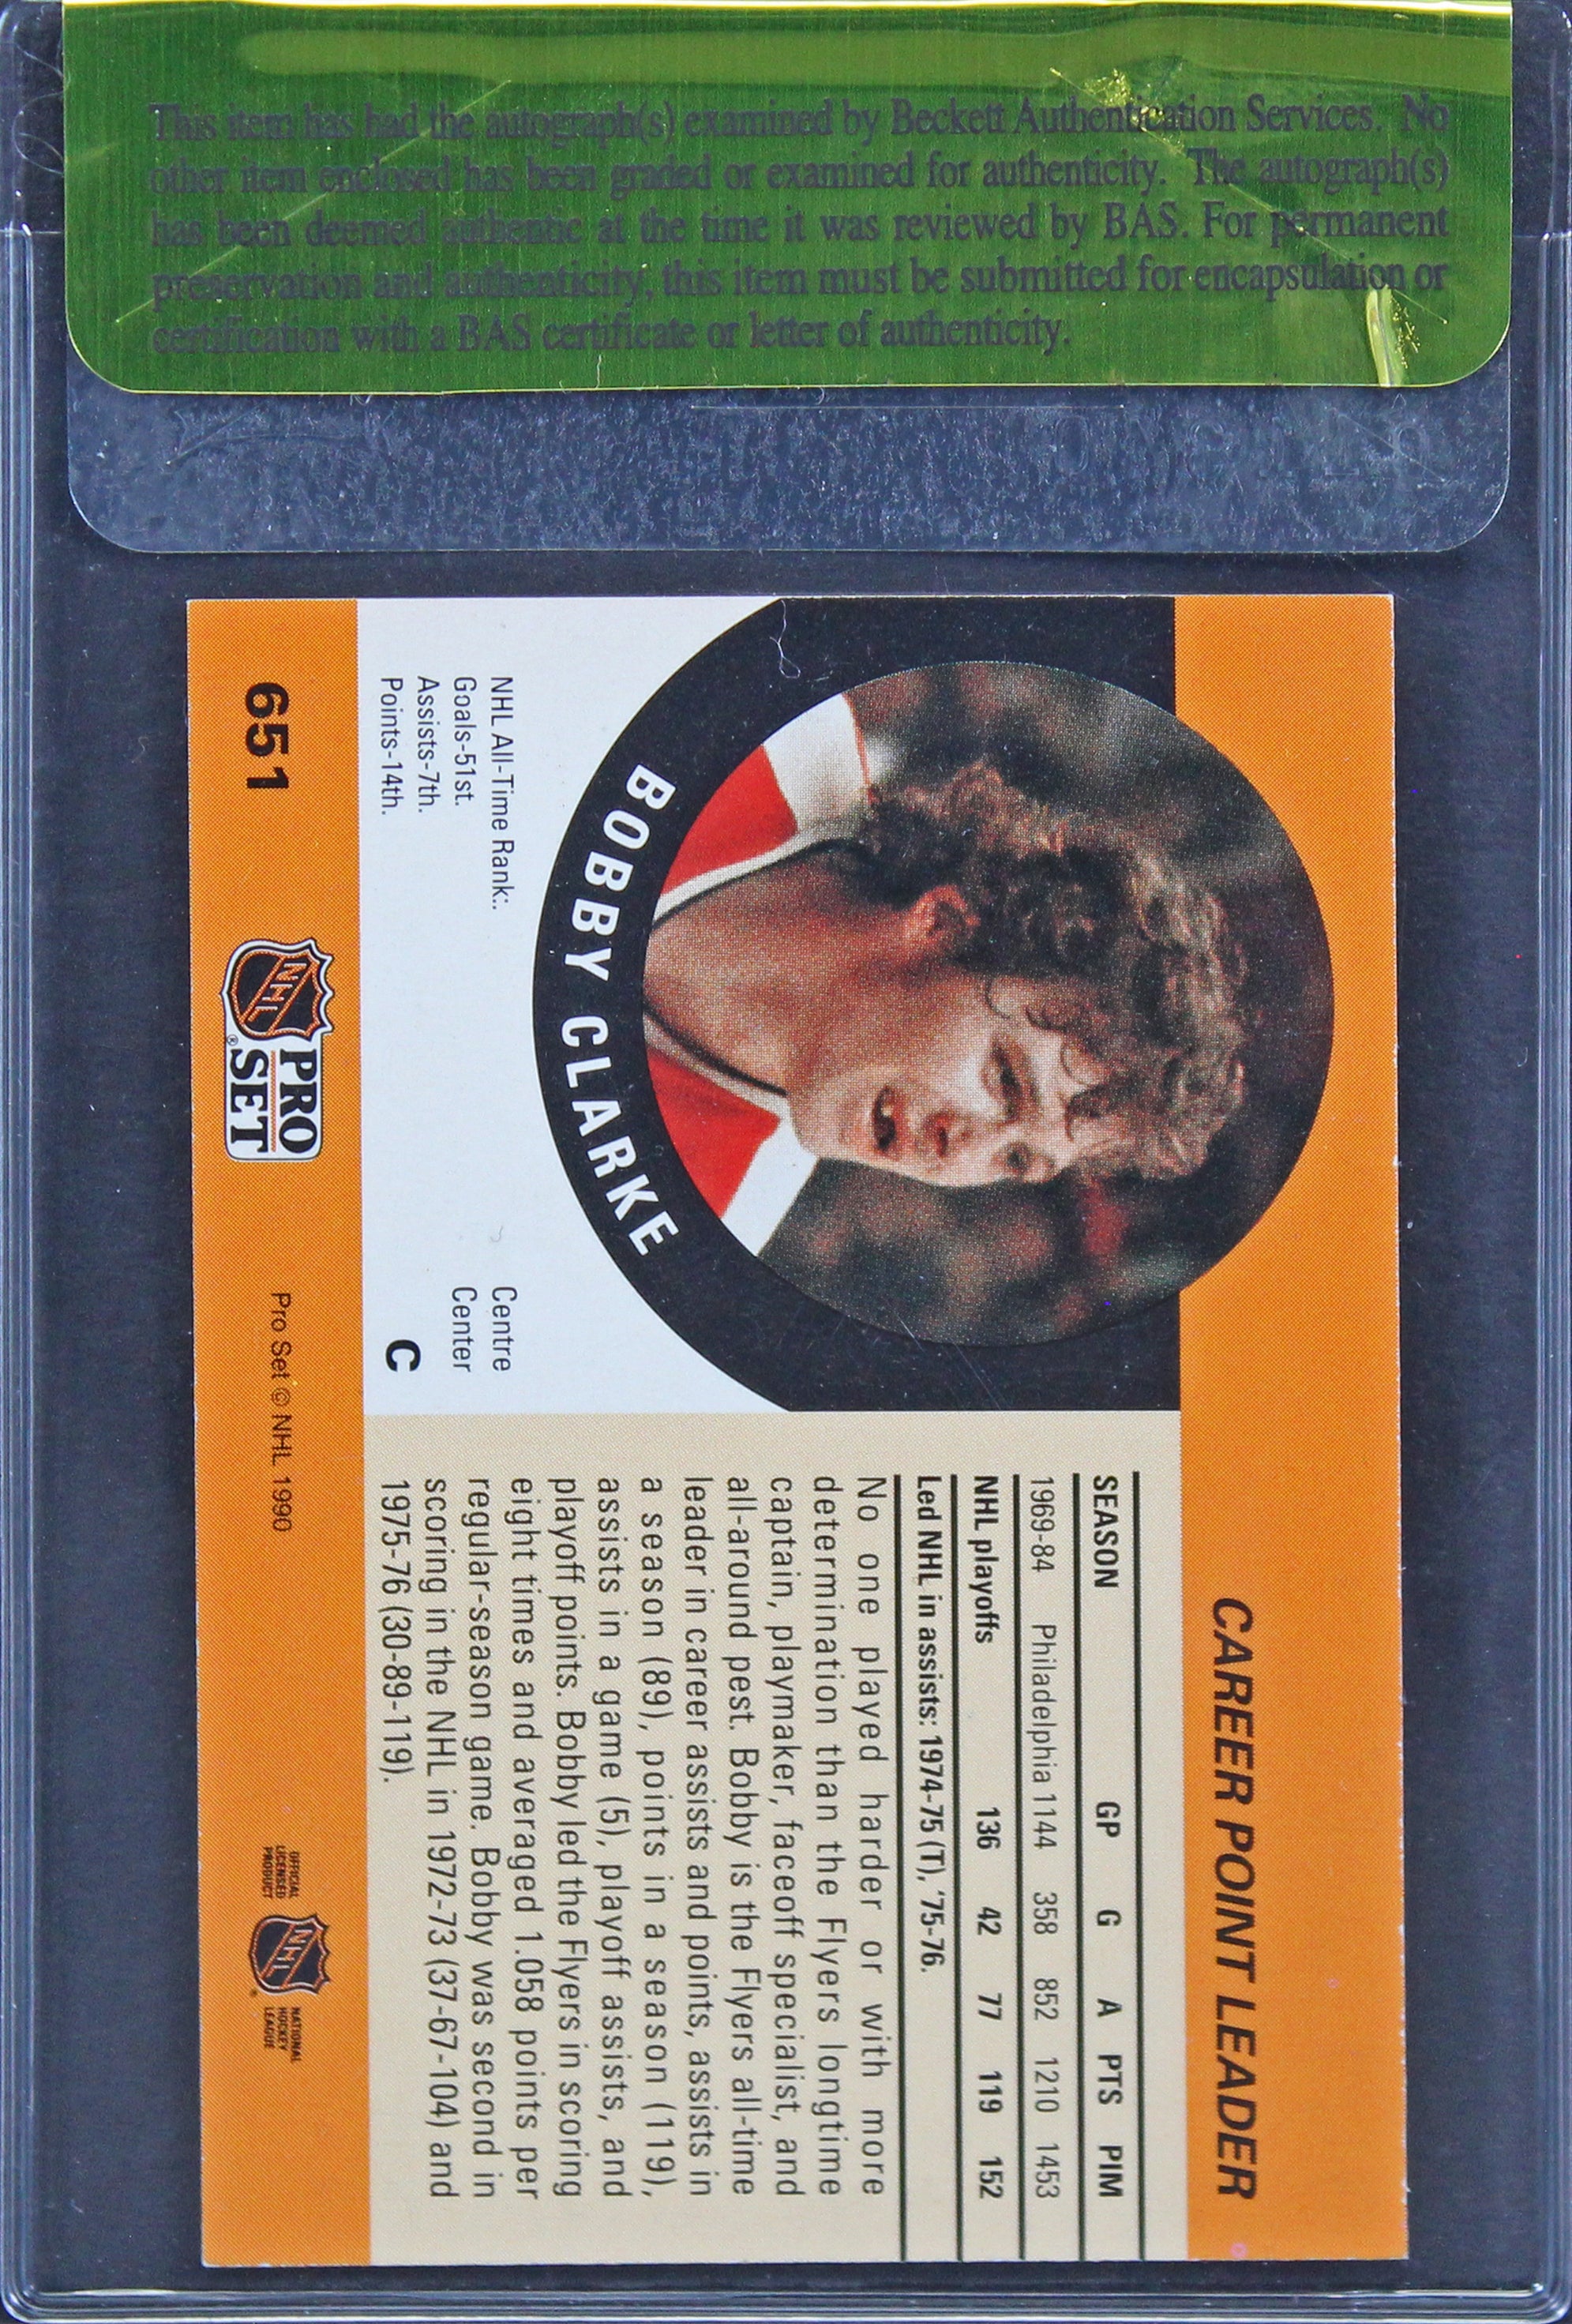 This item has had the autograph(s) examined by Beckett Authentication Services. No
other item enclosed has been graded or examined for authenticity. The autograph(s)
has been deemed authentic at the time it was reviewed by BAS. For permanent
preservation and authenticity, this item must be submitted for encapsulation or
certification with a BAS certificate or letter of authenticity.
CAREER POINT LEADER
BOBBY CLARKE
NHL All-Time Rank:.
Goals-51st.
Assists-7th.
Points-14th.
Centre
Center
C
SEASON GP G A PTS PIM
1969-84 Philadelphia 1144 358 852 1210 1453
NHL playoffs 136 42 77 119 152
Led NHL in assists: 1974-75 (T), '75-76.
No one played harder or with more
determination than the Flyers longtime
captain, playmaker, faceoff specialist, and
all-around pest. Bobby is the Flyers all-time
leader in career assists and points, assists in
a season (89), points in a season (119),
assists in a game (5), playoff assists, and
playoff points. Bobby led the Flyers in scoring
eight times and averaged 1.058 points per
regular-season game. Bobby was second in
scoring in the NHL in 1972-73 (37-67-104) and
1975-76 (30-89-119).
651
NHL
PRO
SET
®
Pro Set © NHL 1990
OFFICIAL
LICENSED
PRODUCT
NHL
®
NATIONAL
HOCKEY
LEAGUE